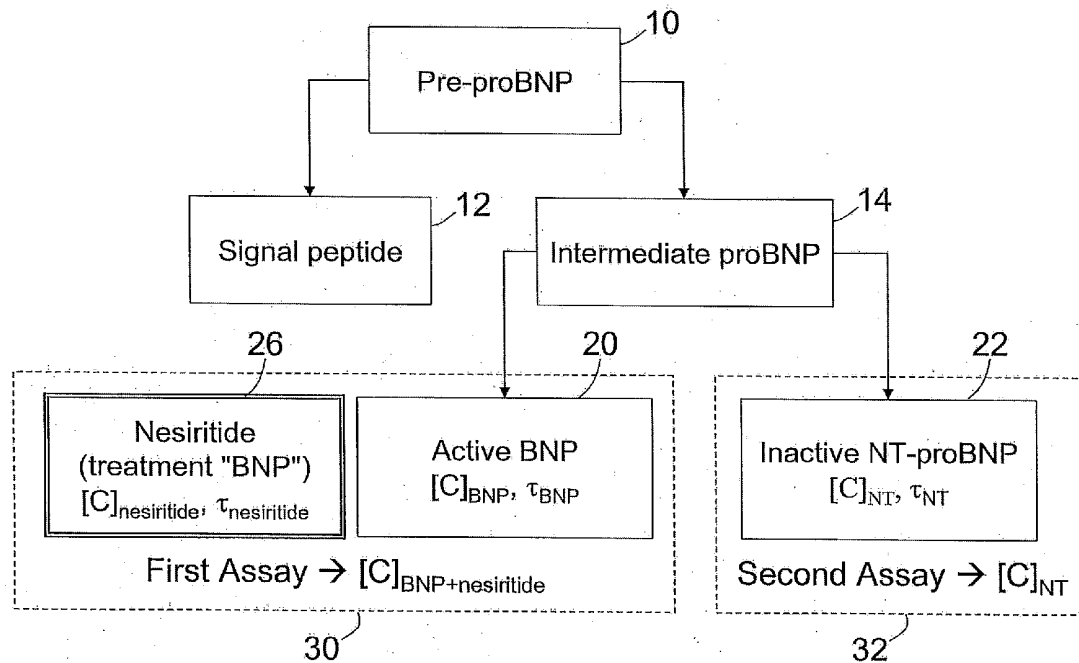 10
Pre-proBNP
12
14
Signal peptide
Intermediate proBNP
26
20
22
Nesiritide
(treatment "BNP")
[C]nesiritide, τnesiritide
Active BNP
[C]BNP, τBNP
Inactive NT-proBNP
[C]NT, τNT
First Assay → [C]BNP+nesiritide
Second Assay → [C]NT
30
32